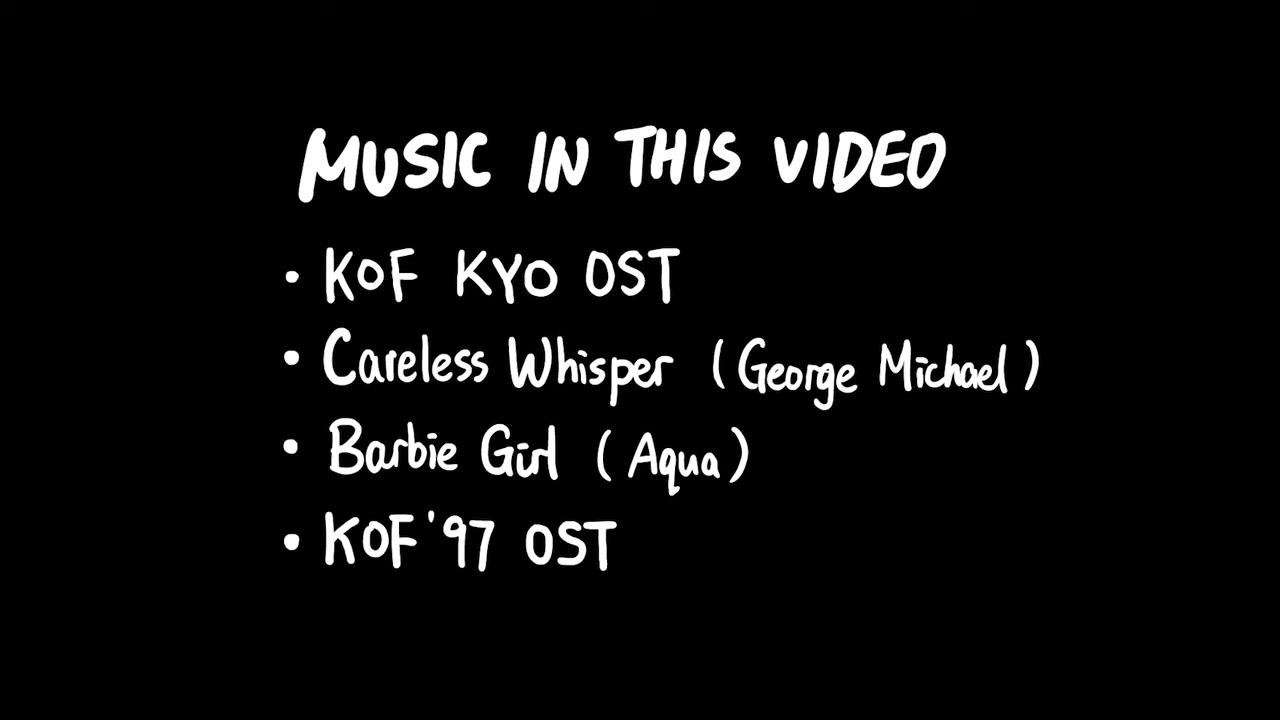 MUSIC IN THIS VIDEO
• KOF KYO OST
• Careless Whisper (George Michael)
• Barbie Girl (Aqua)
• KOF '97 OST